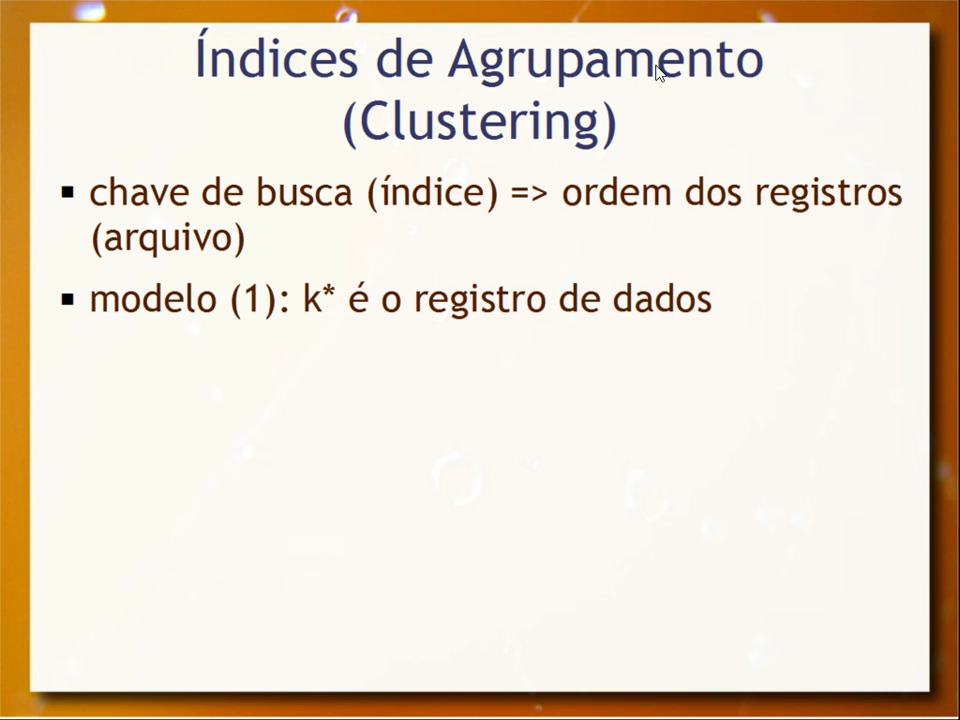 Índices de Agrupamento
(Clustering)
▪ chave de busca (índice) => ordem dos registros
(arquivo)
▪ modelo (1): k* é o registro de dados